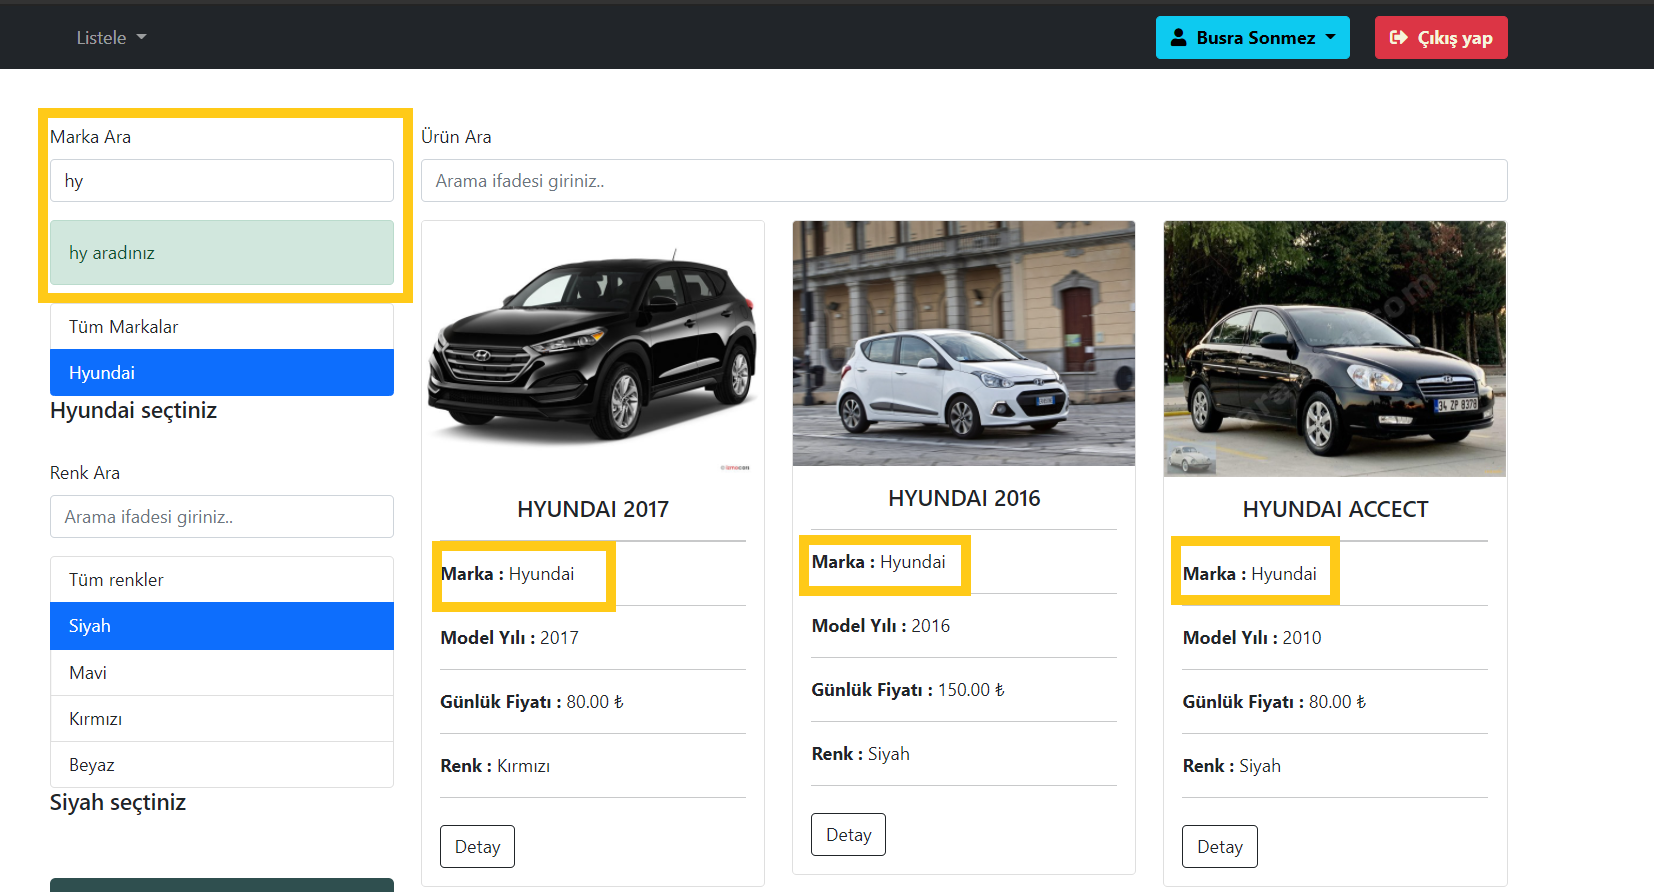 Listele
Busra Sonmez
Çıkış yap
Marka Ara
hy
hy aradınız
Tüm Markalar
Hyundai
Hyundai seçtiniz
Renk Ara
Arama ifadesi giriniz..
Tüm renkler
Siyah
Mavi
Kırmızı
Beyaz
Siyah seçtiniz
Ürün Ara
Arama ifadesi giriniz..
HYUNDAI 2017
Marka : Hyundai
Model Yılı : 2017
Günlük Fiyatı : 80.00 ₺
Renk : Kırmızı
Detay
HYUNDAI 2016
Marka : Hyundai
Model Yılı : 2016
Günlük Fiyatı : 150.00 ₺
Renk : Siyah
Detay
34 ZP 8378
HYUNDAI ACCECT
Marka : Hyundai
Model Yılı : 2010
Günlük Fiyatı : 80.00 ₺
Renk : Siyah
Detay